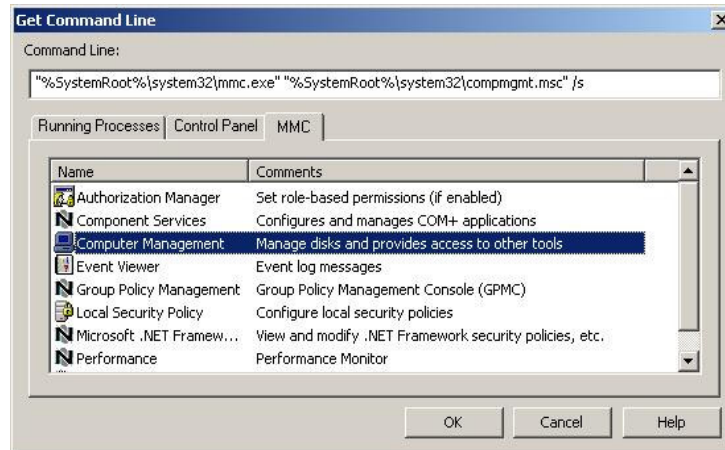 Get Command Line
Command Line:
"%SystemRoot%\system32\mmc.exe" "%SystemRoot%\system32\compmgmt.msc" /s
Running Processes Control Panel MMC
Name Comments
Authorization Manager Set role-based permissions (if enabled)
Component Services Configures and manages COM+ applications
Computer Management Manage disks and provides access to other tools
Event Viewer Event log messages
Group Policy Management Group Policy Management Console (GPMC)
Local Security Policy Configure local security policies
Microsoft .NET Framew... View and modify .NET Framework security policies, etc.
Performance Performance Monitor
OK Cancel Help